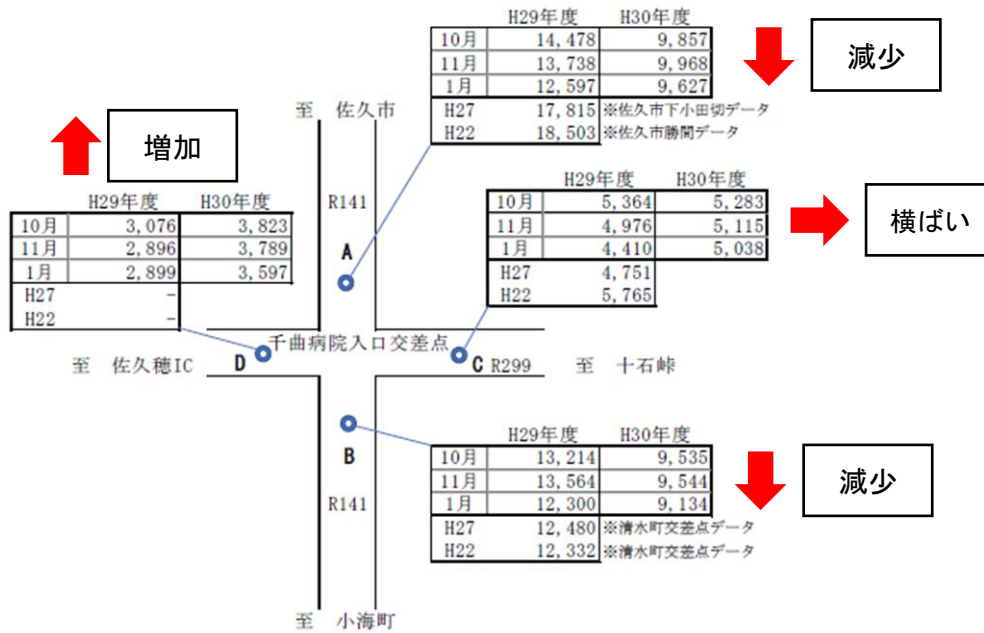 H29年度 H30年度
10月 14,478 9,857
11月 13,738 9,968
1月 12,597 9,627
H27 17,815 ※佐久市下小田切データ
H22 18,503 ※佐久市勝間データ
減少
至 佐久市
増加
H29年度 H30年度
10月 3,076 3,823
11月 2,896 3,789
1月 2,899 3,597
H27 -
H22 -
R141
A
H29年度 H30年度
10月 5,364 5,283
11月 4,976 5,115
1月 4,410 5,038
H27 4,751
H22 5,765
横ばい
千曲病院入口交差点
至 佐久穂IC
D
C R299
至 十石峠
B
R141
H29年度 H30年度
10月 13,214 9,535
11月 13,564 9,544
1月 12,300 9,134
H27 12,480 ※清水町交差点データ
H22 12,332 ※清水町交差点データ
減少
至 小海町